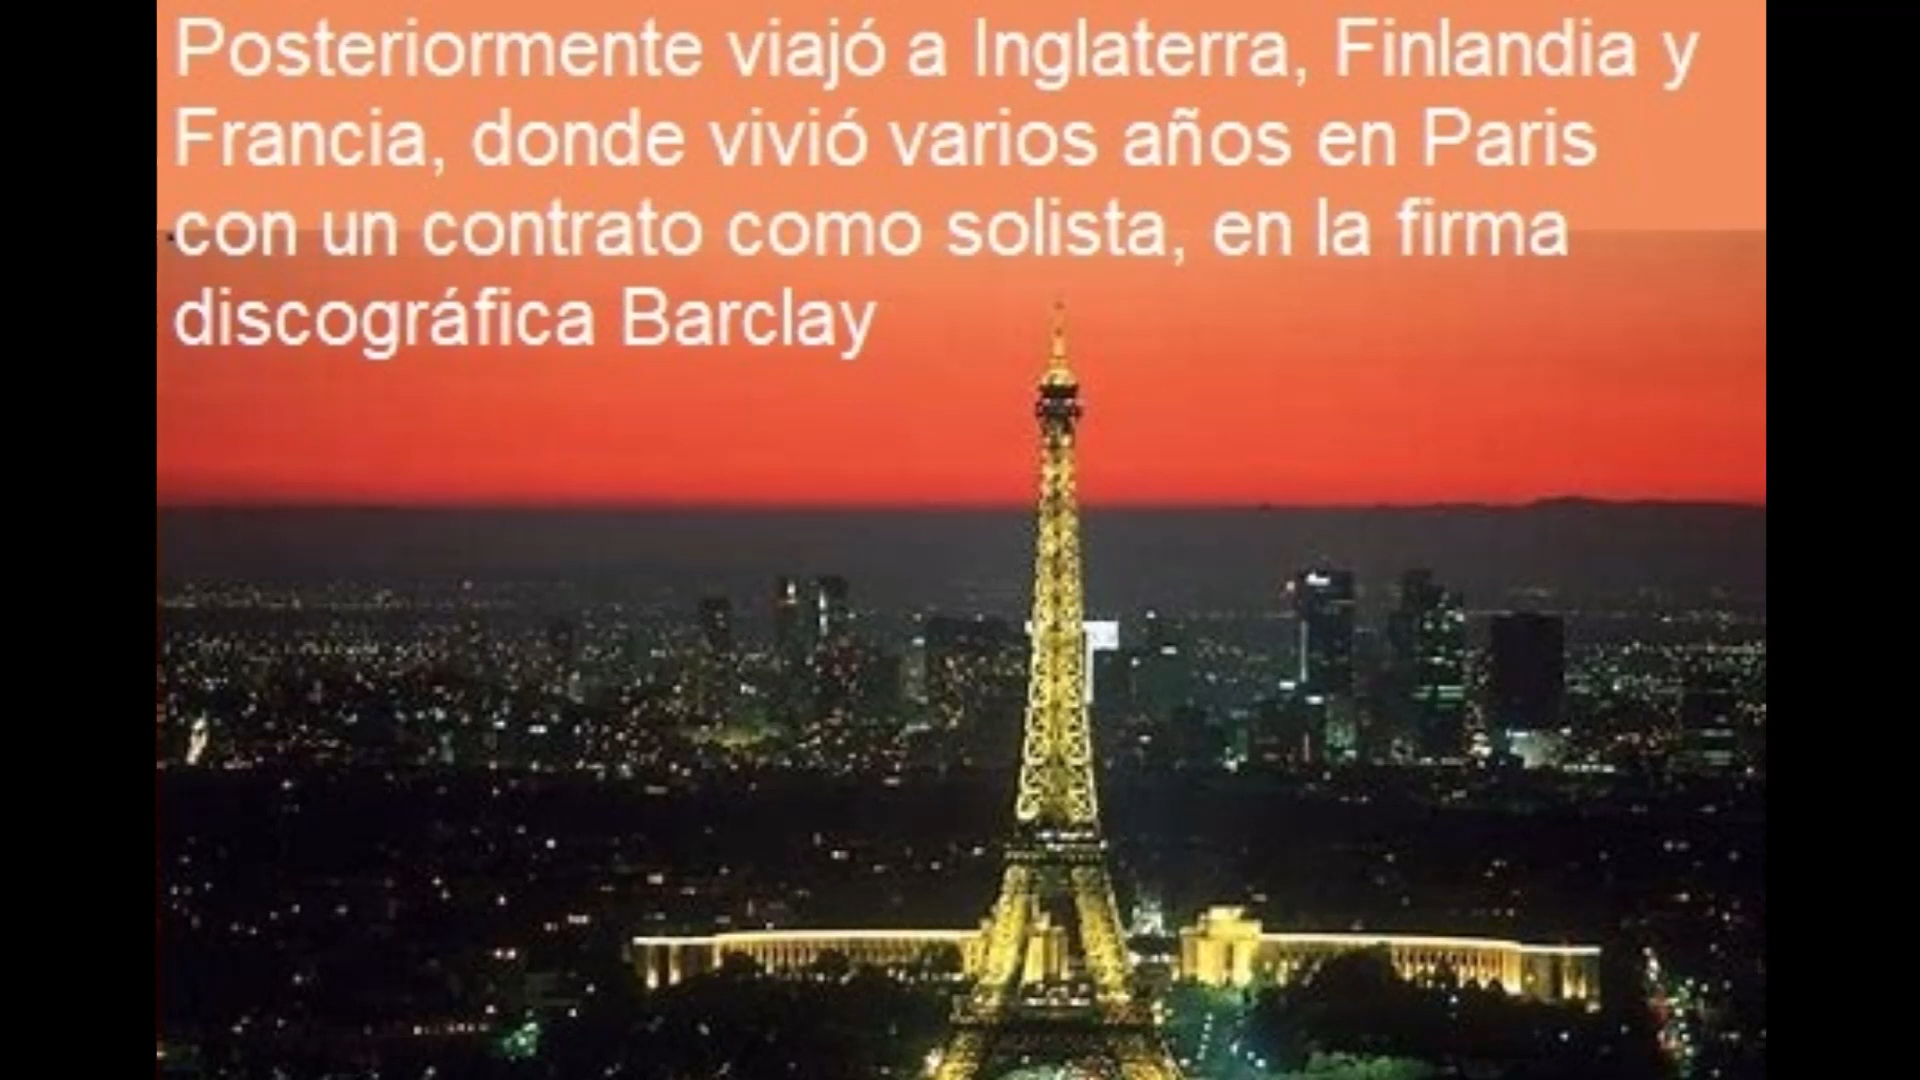 Posteriormente viajó a Inglaterra, Finlandia y
Francia, donde vivió varios años en Paris
con un contrato como solista, en la firma
discográfica Barclay